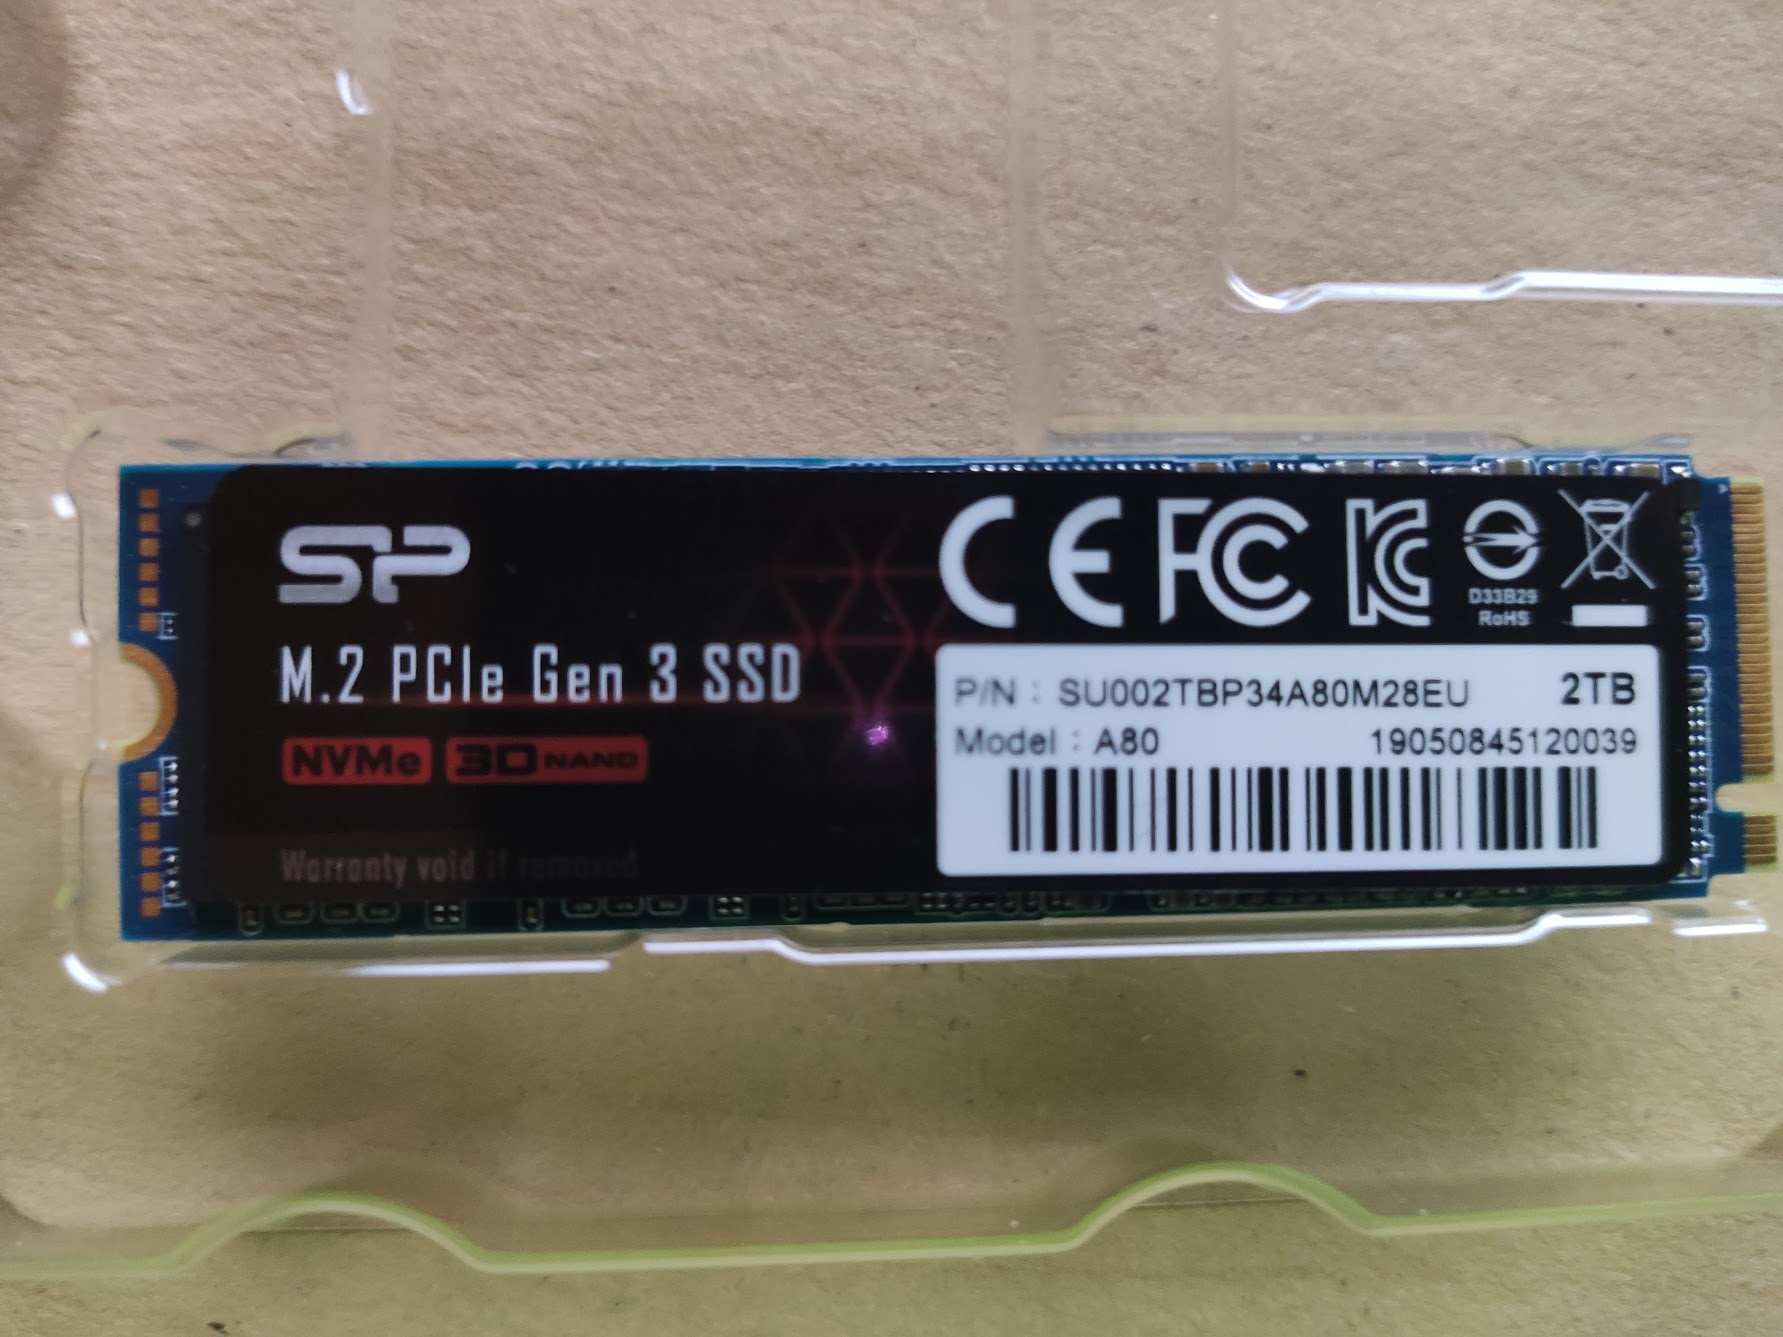 SP
M.2 PCIe Gen 3 SSD
NVMe 3D NAND
Warranty void if removed
CE FC KC
D33B29
RoHS
P/N : SU002TBP34A80M28EU 2TB
Model : A80 19050845120039